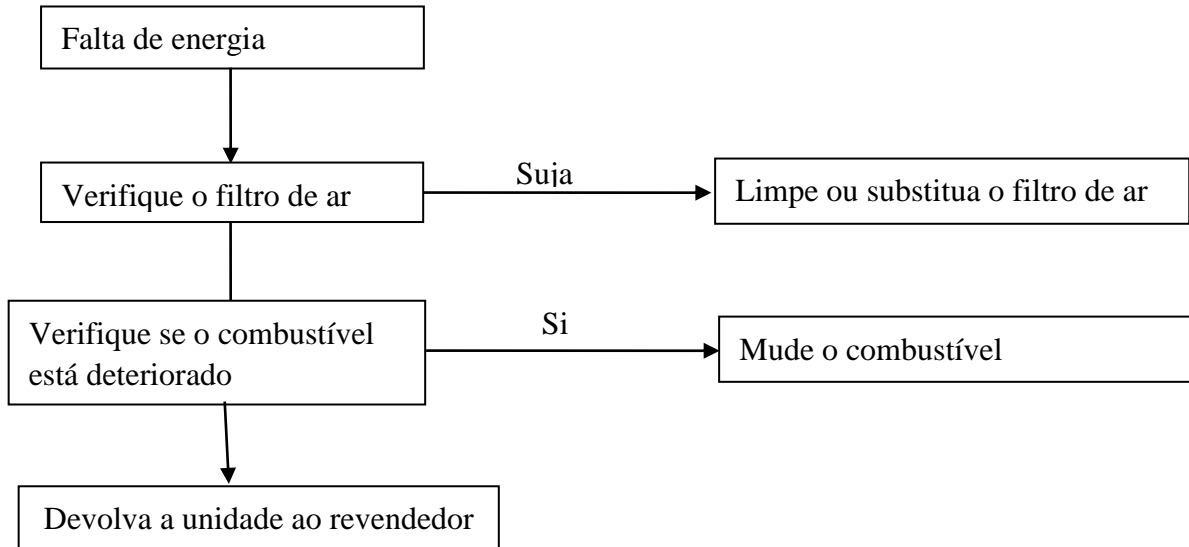 Falta de energia
Verifique o filtro de ar
Suja
Limpe ou substitua o filtro de ar
Verifique se o combustível
está deteriorado
Si
Mude o combustível
Devolva a unidade ao revendedor